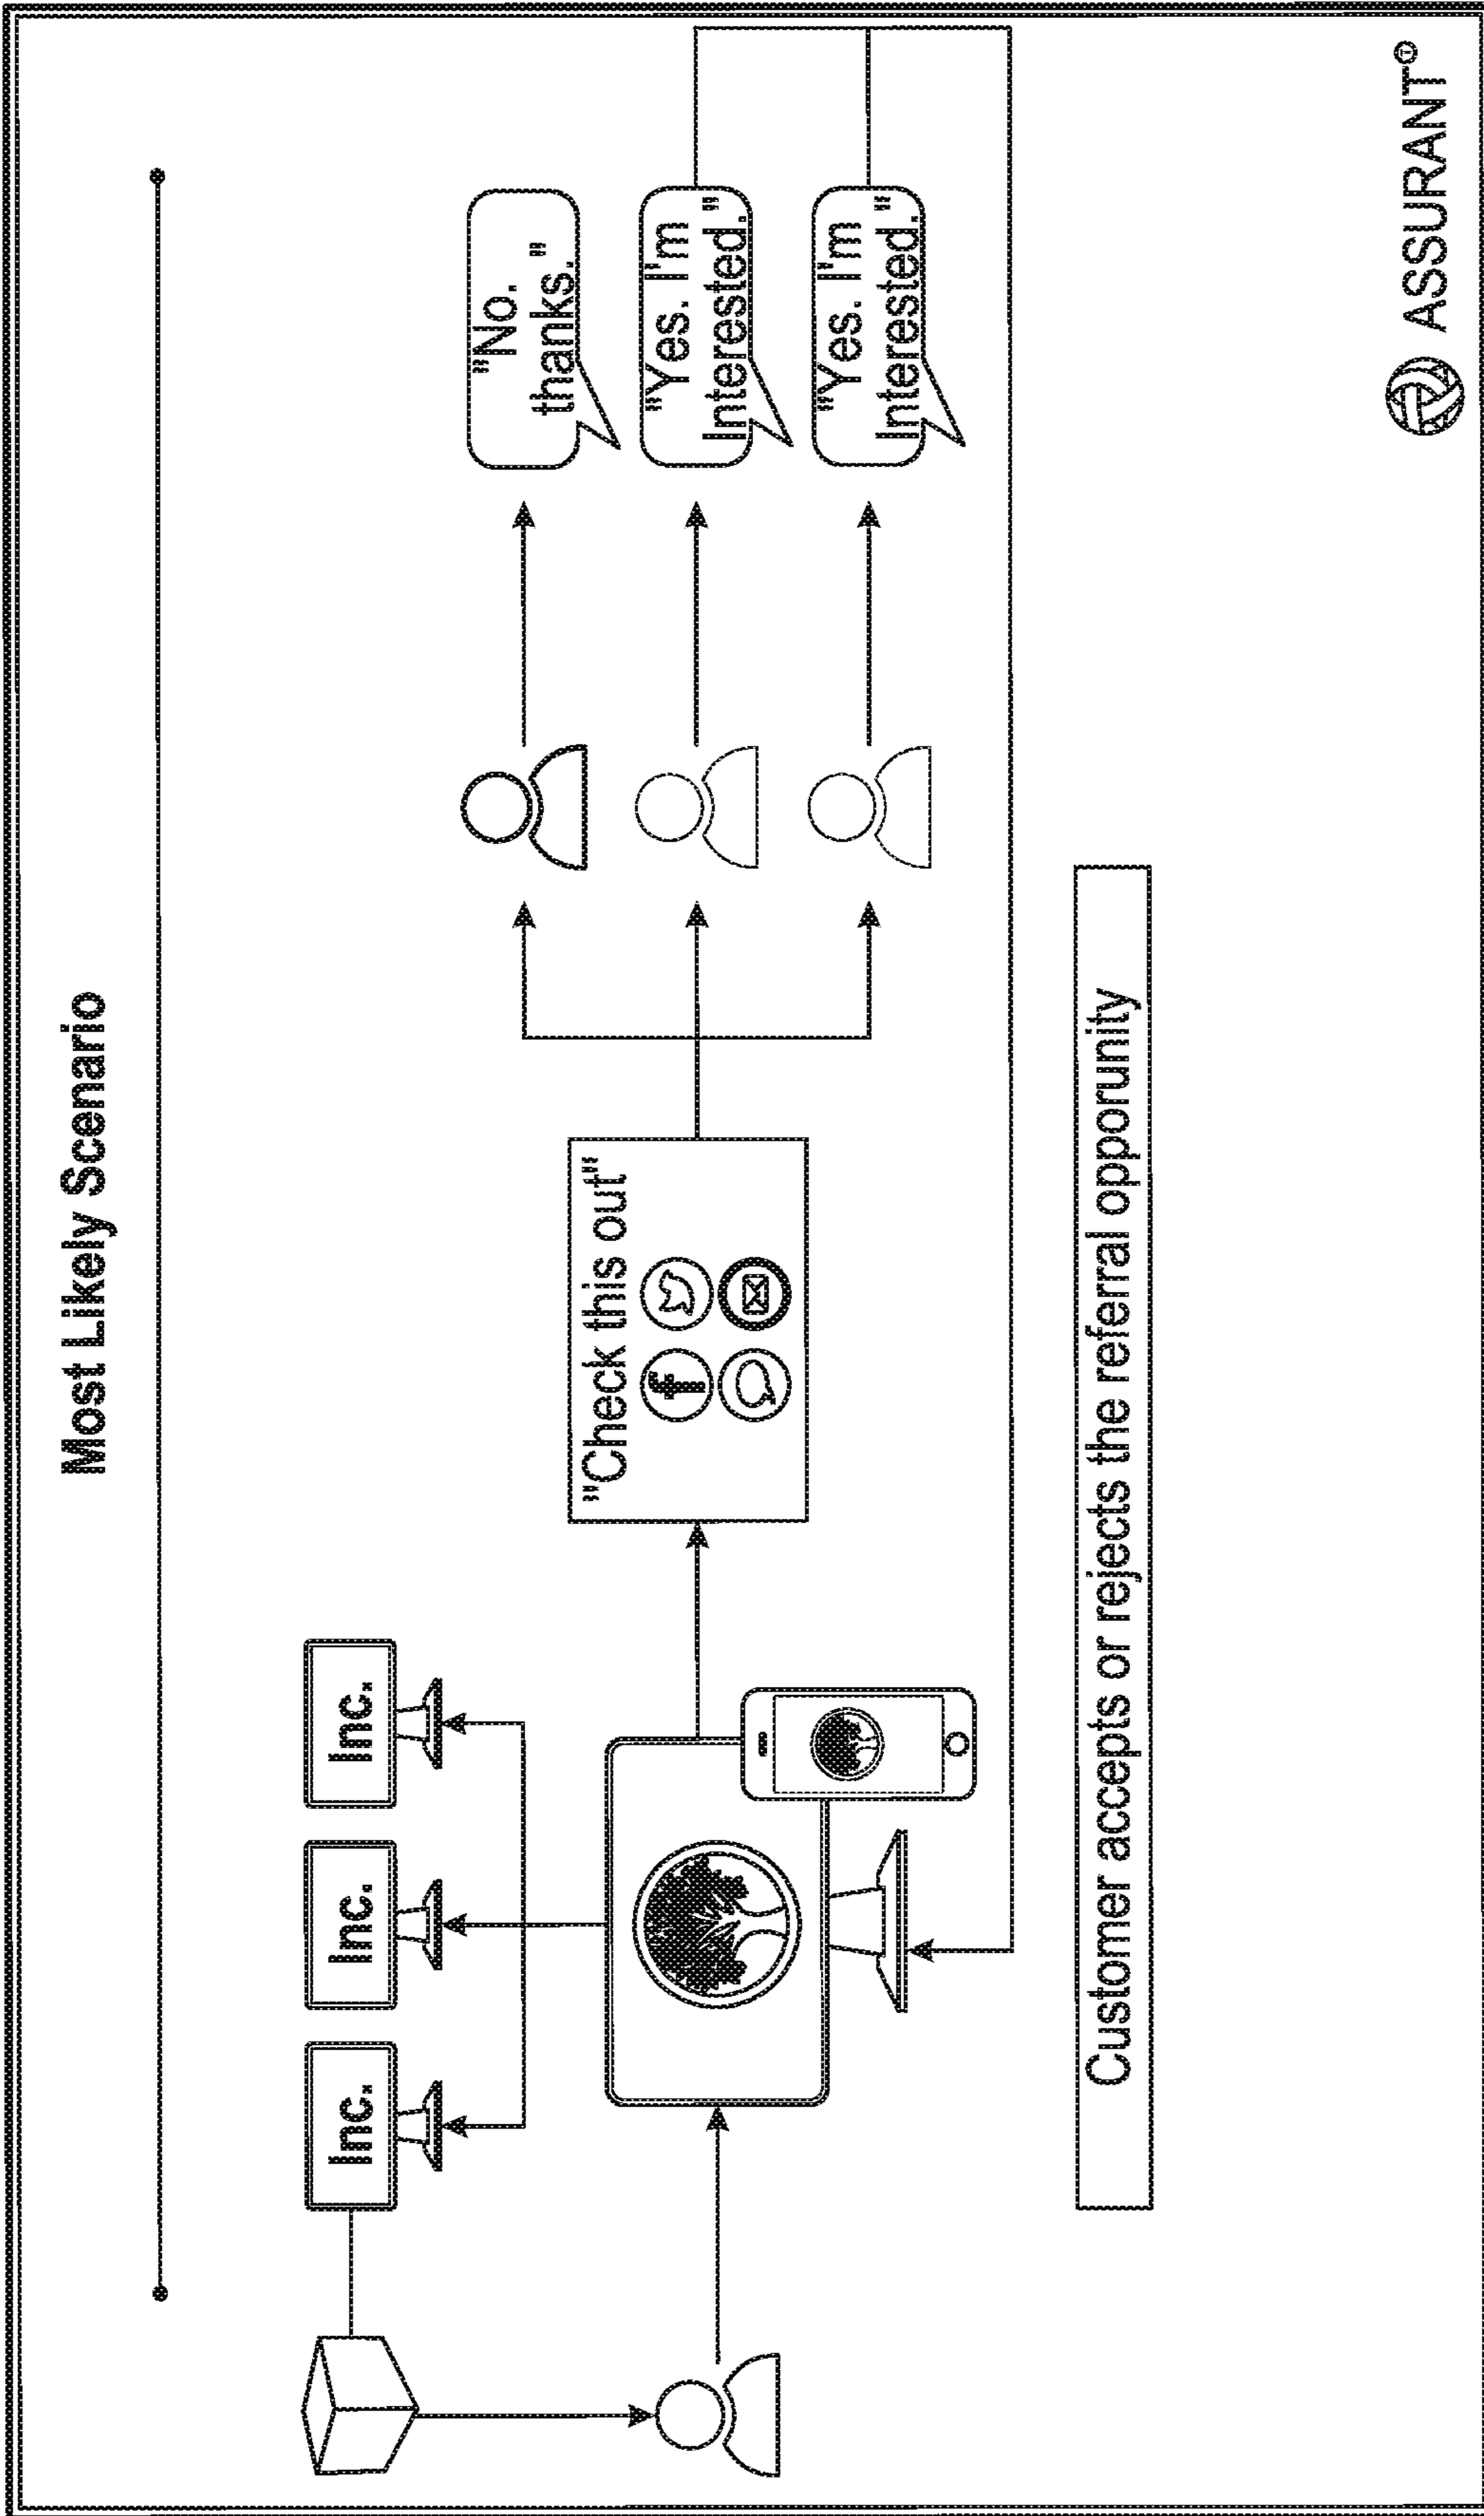 Most Likely Scenario
Inc.
Inc.
Inc.
"Check this out"
f
"No.
thanks."
"Yes. I'm
Interested."
"Yes. I'm
Interested."
Customer accepts or rejects the referral opporunity
ASSURANT®